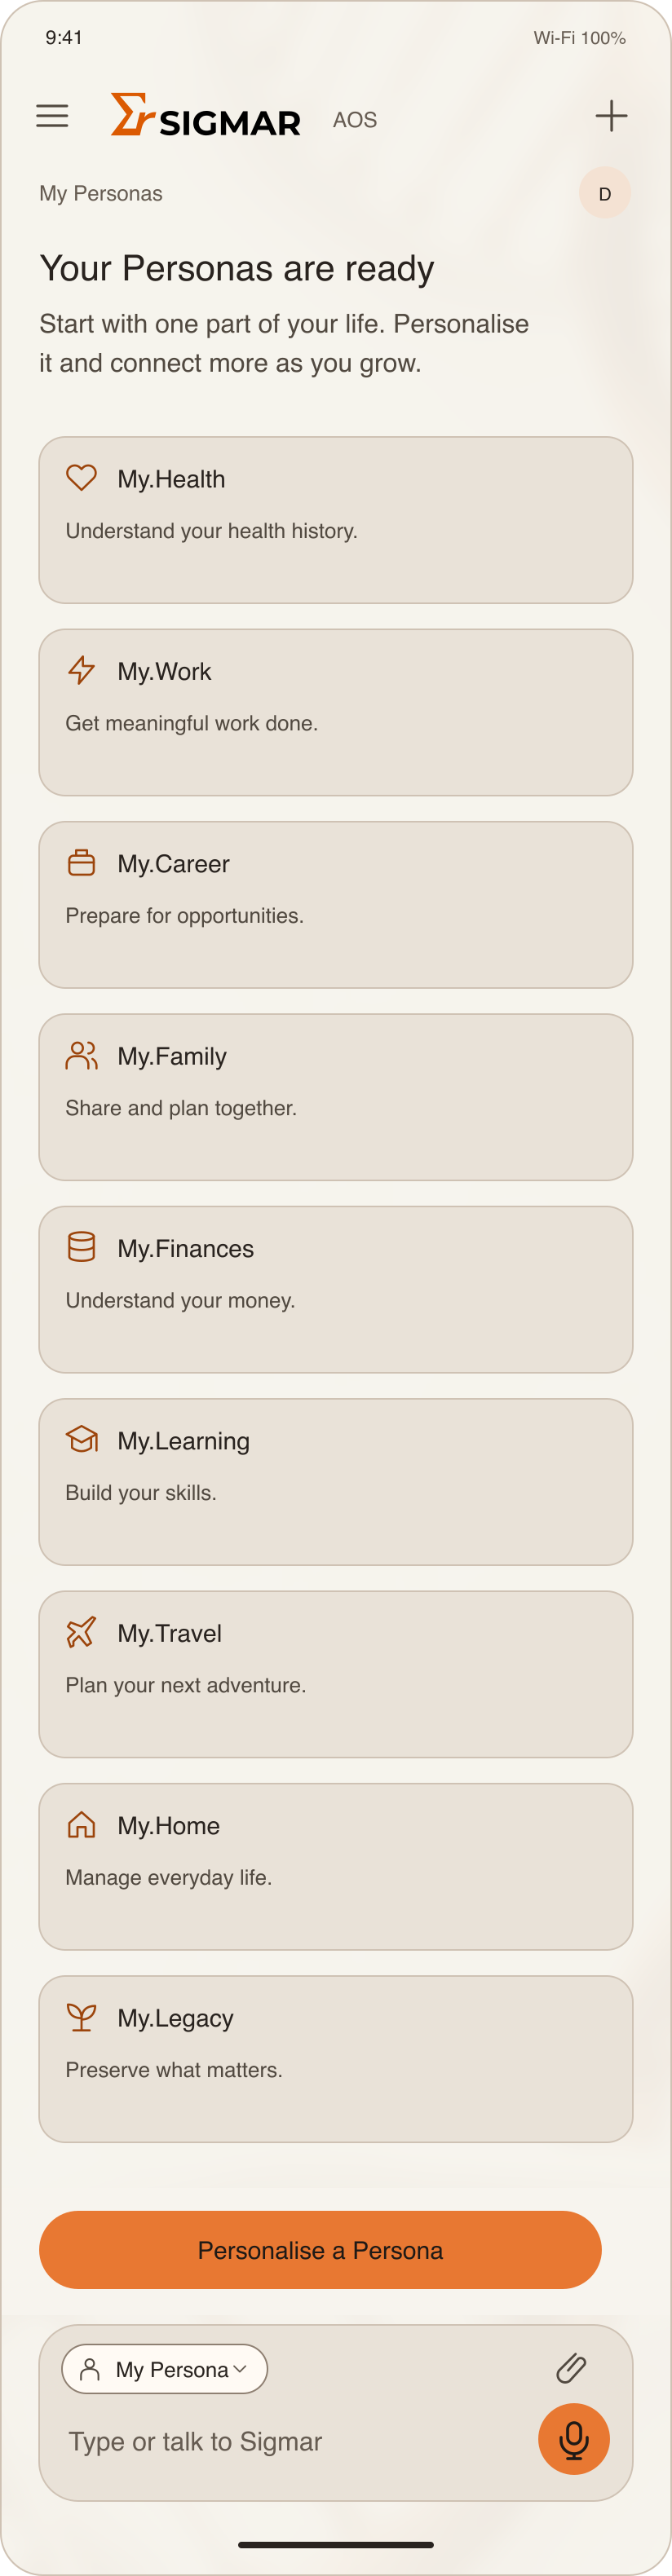 9:41
Wi-Fi 100%
Σr SIGMAR AOS
My Personas
D
Your Personas are ready
Start with one part of your life. Personalise
it and connect more as you grow.
My.Health
Understand your health history.
My.Work
Get meaningful work done.
My.Career
Prepare for opportunities.
My.Family
Share and plan together.
My.Finances
Understand your money.
My.Learning
Build your skills.
My.Travel
Plan your next adventure.
My.Home
Manage everyday life.
My.Legacy
Preserve what matters.
Personalise a Persona
My Persona
Type or talk to Sigmar